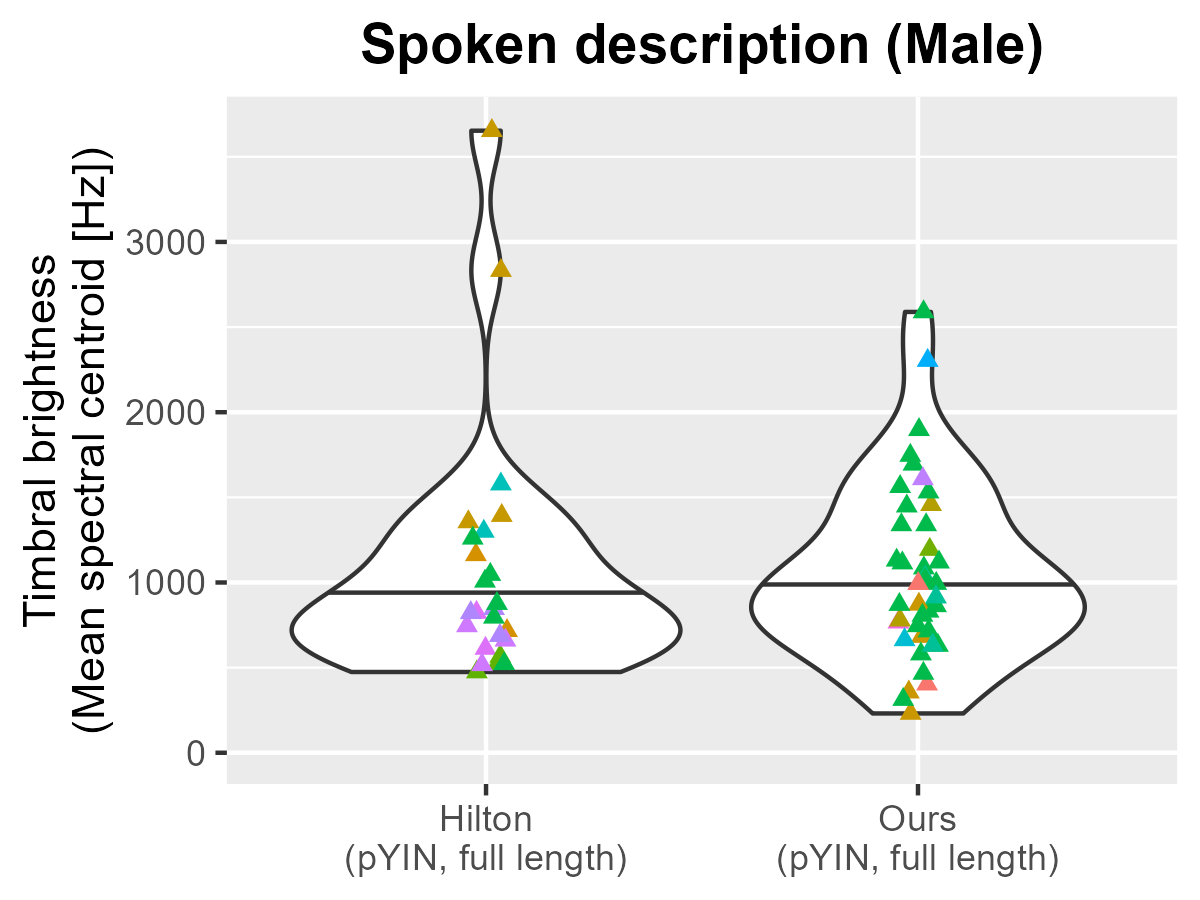 Spoken description (Male)
Timbral brightness
(Mean spectral centroid [Hz])
3000
2000
1000
0
Hilton
(pYIN, full length)
Ours
(pYIN, full length)